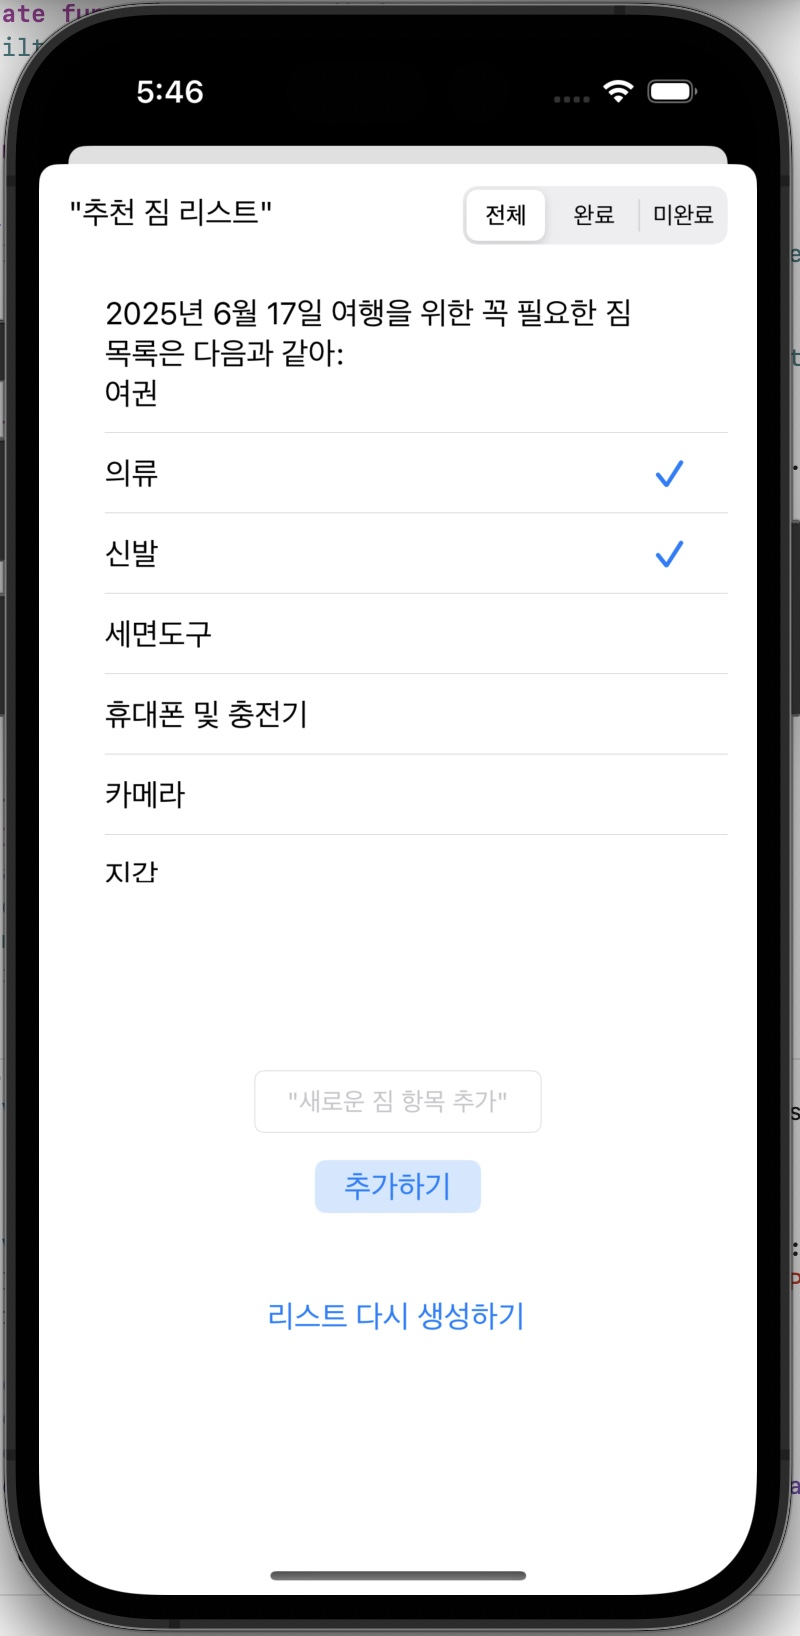 ate fun
ilt
5:46
"추천 짐 리스트"
전체
완료
미완료
2025년 6월 17일 여행을 위한 꼭 필요한 짐
목록은 다음과 같아:
여권
의류
신발
세면도구
휴대폰 및 충전기
카메라
지갑
"새로운 짐 항목 추가"
추가하기
리스트 다시 생성하기